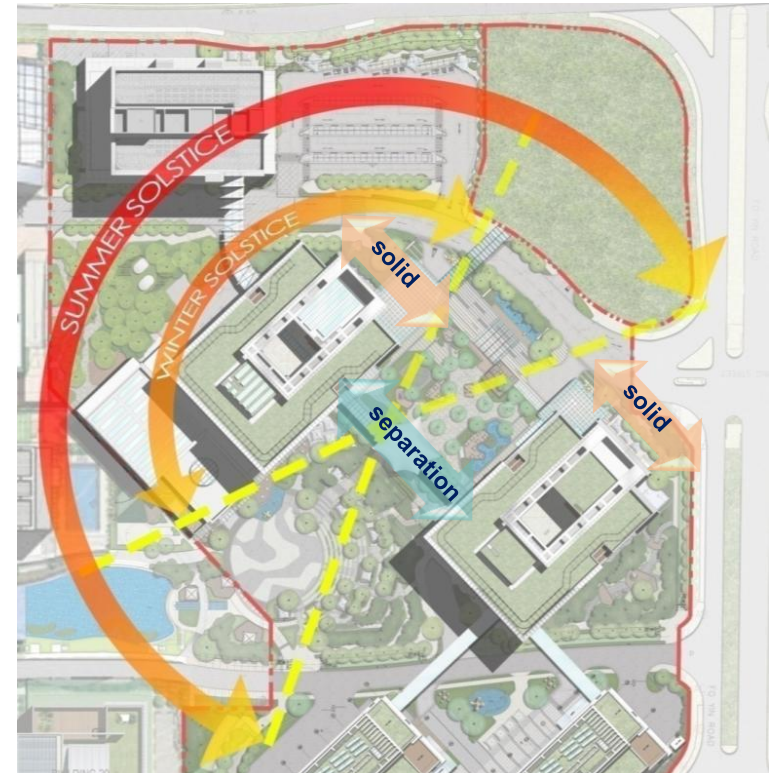 SUMMER SOLSTICE
WINTER SOLSTICE
solid
solid
separation